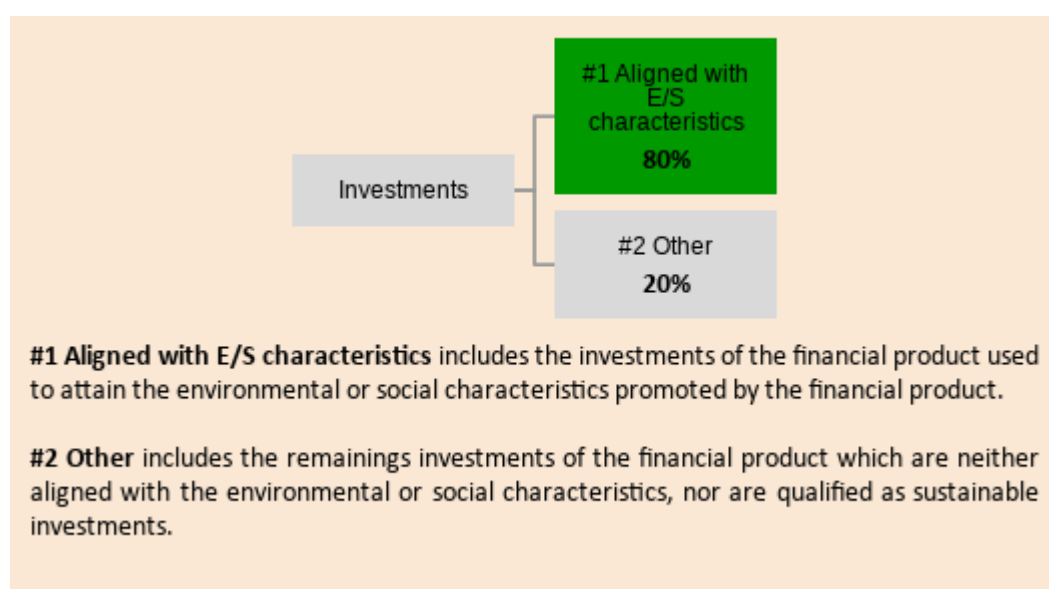 #1 Aligned with
E/S
characteristics
80%
Investments
#2 Other
20%
#1 Aligned with E/S characteristics includes the investments of the financial product used
to attain the environmental or social characteristics promoted by the financial product.
#2 Other includes the remainings investments of the financial product which are neither
aligned with the environmental or social characteristics, nor are qualified as sustainable
investments.